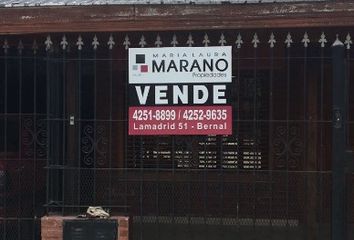 MARIA LAURA
MARANO
Propiedades
VENDE
4251-8899 / 4252-9635
Lamadrid 51 - Bernal